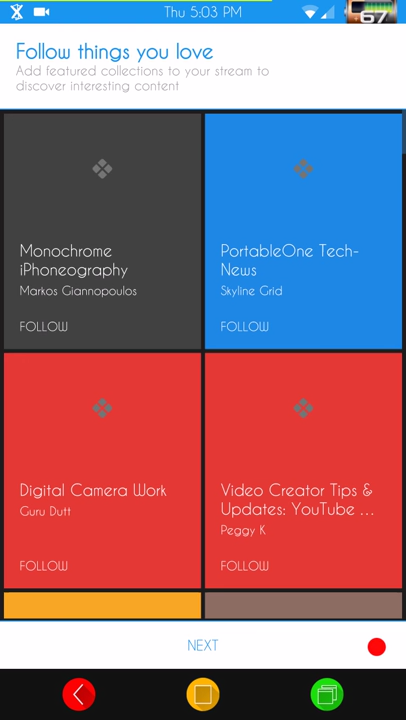 Thu 5:03 PM
67
Follow things you love
Add featured collections to your stream to
discover interesting content
Monochrome
iPhoneography
Markos Giannopoulos
FOLLOW
PortableOne Tech-
News
Skyline Grid
FOLLOW
Digital Camera Work
Guru Dutt
FOLLOW
Video Creator Tips &
Updates: YouTube ...
Peggy K
FOLLOW
NEXT